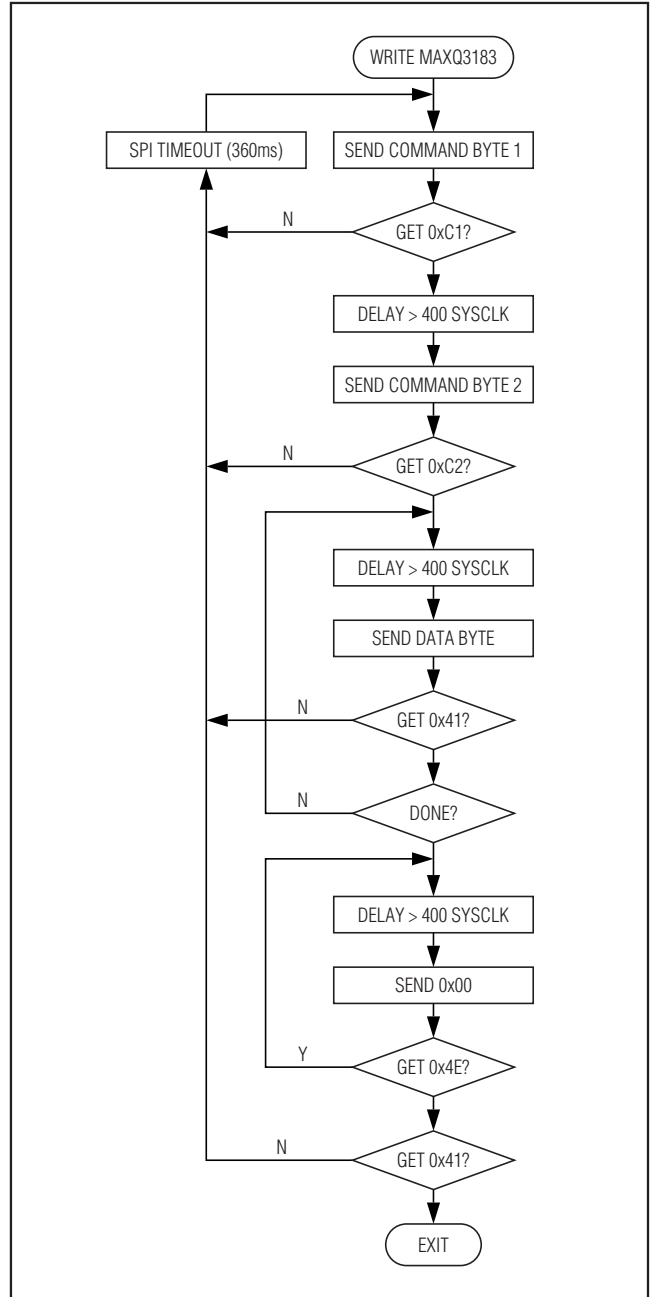 WRITE MAXQ3183
SPI TIMEOUT (360ms)
SEND COMMAND BYTE 1
N
GET 0xC1?
DELAY > 400 SYSCLK
SEND COMMAND BYTE 2
N
GET 0xC2?
DELAY > 400 SYSCLK
SEND DATA BYTE
N
GET 0x41?
N
DONE?
DELAY > 400 SYSCLK
SEND 0x00
Y
GET 0x4E?
N
GET 0x41?
EXIT